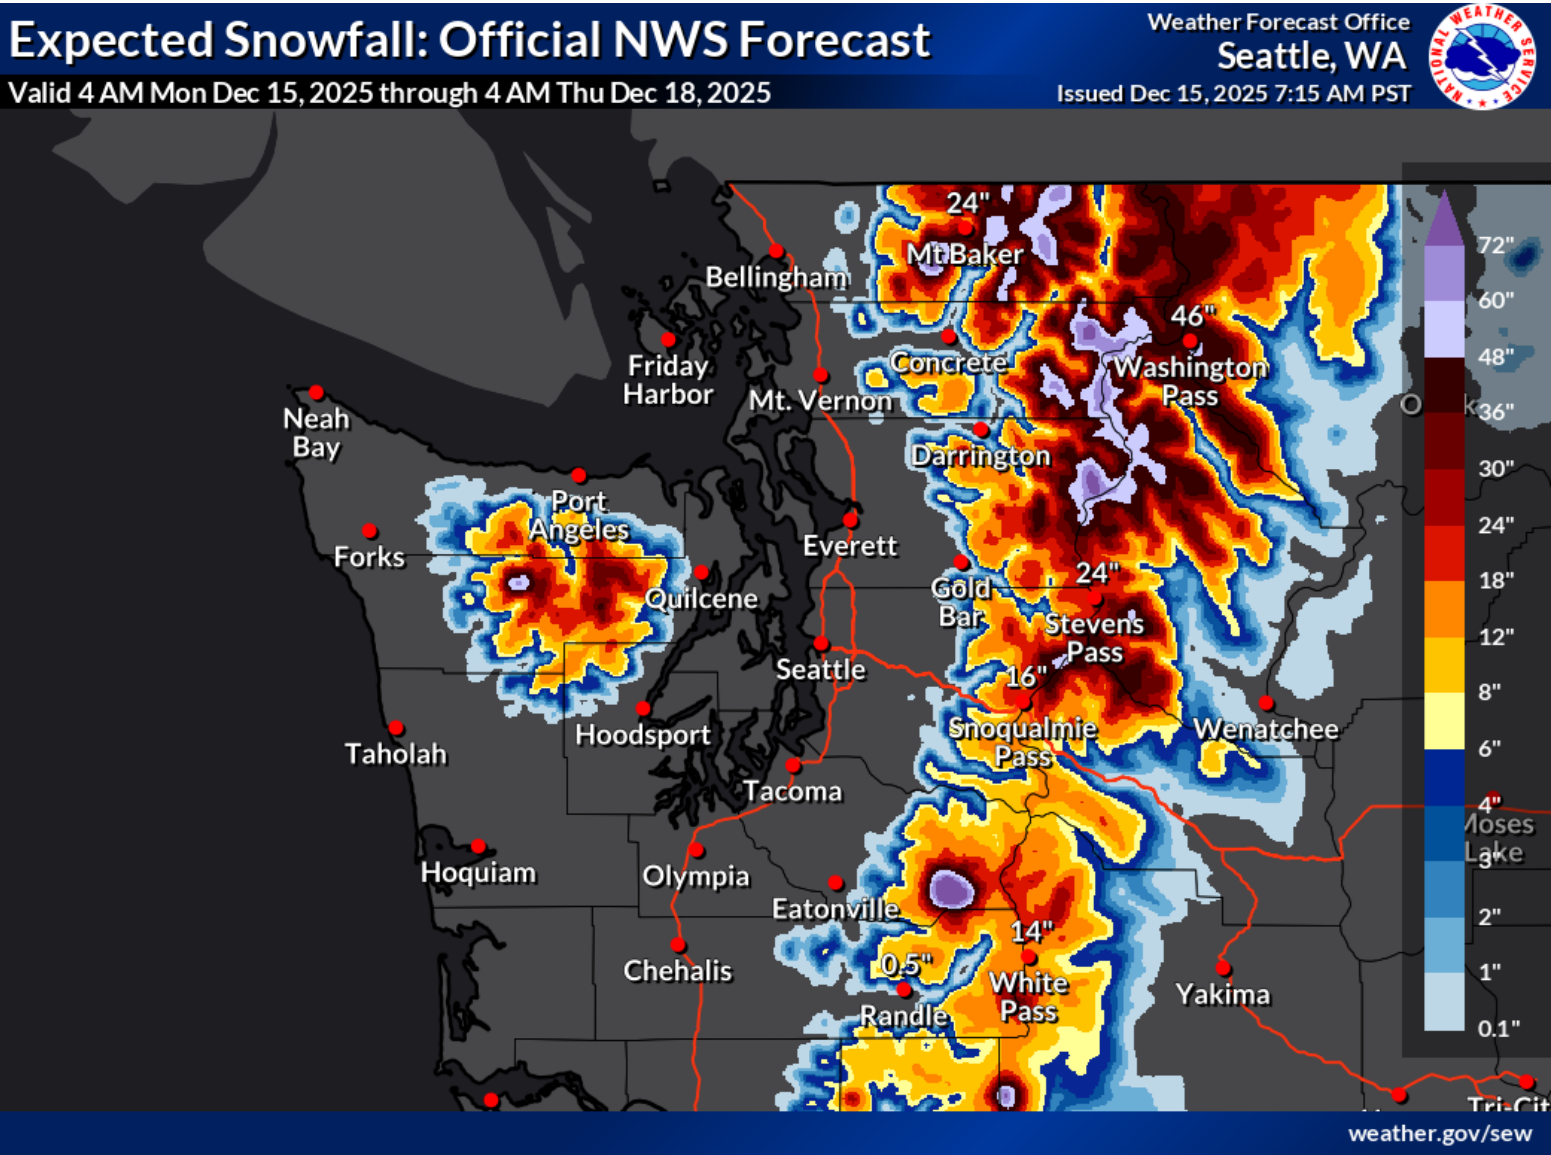 Expected Snowfall: Official NWS Forecast
Valid 4 AM Mon Dec 15, 2025 through 4 AM Thu Dec 18, 2025
Weather Forecast Office
Seattle, WA
Issued Dec 15, 2025 7:15 AM PST
NATIONAL WEATHER SERVICE
24"
Mt Baker
Bellingham
72"
60"
48"
36"
30"
24"
18"
12"
8"
6"
4"
3"
2"
1"
0.1"
46"
Washington
Pass
Concrete
Friday
Harbor
Mt. Vernon
Neah
Bay
Darrington
Port
Angeles
Everett
Forks
24"
Stevens
Pass
Gold
Bar
Quilcene
Seattle
16"
Snoqualmie
Pass
Wenatchee
Hoodsport
Taholah
Tacoma
Moses
Lake
Hoquiam
Olympia
Eatonville
14"
White
Pass
Chehalis
0.5"
Randle
Yakima
Tri-Cit
weather.gov/sew